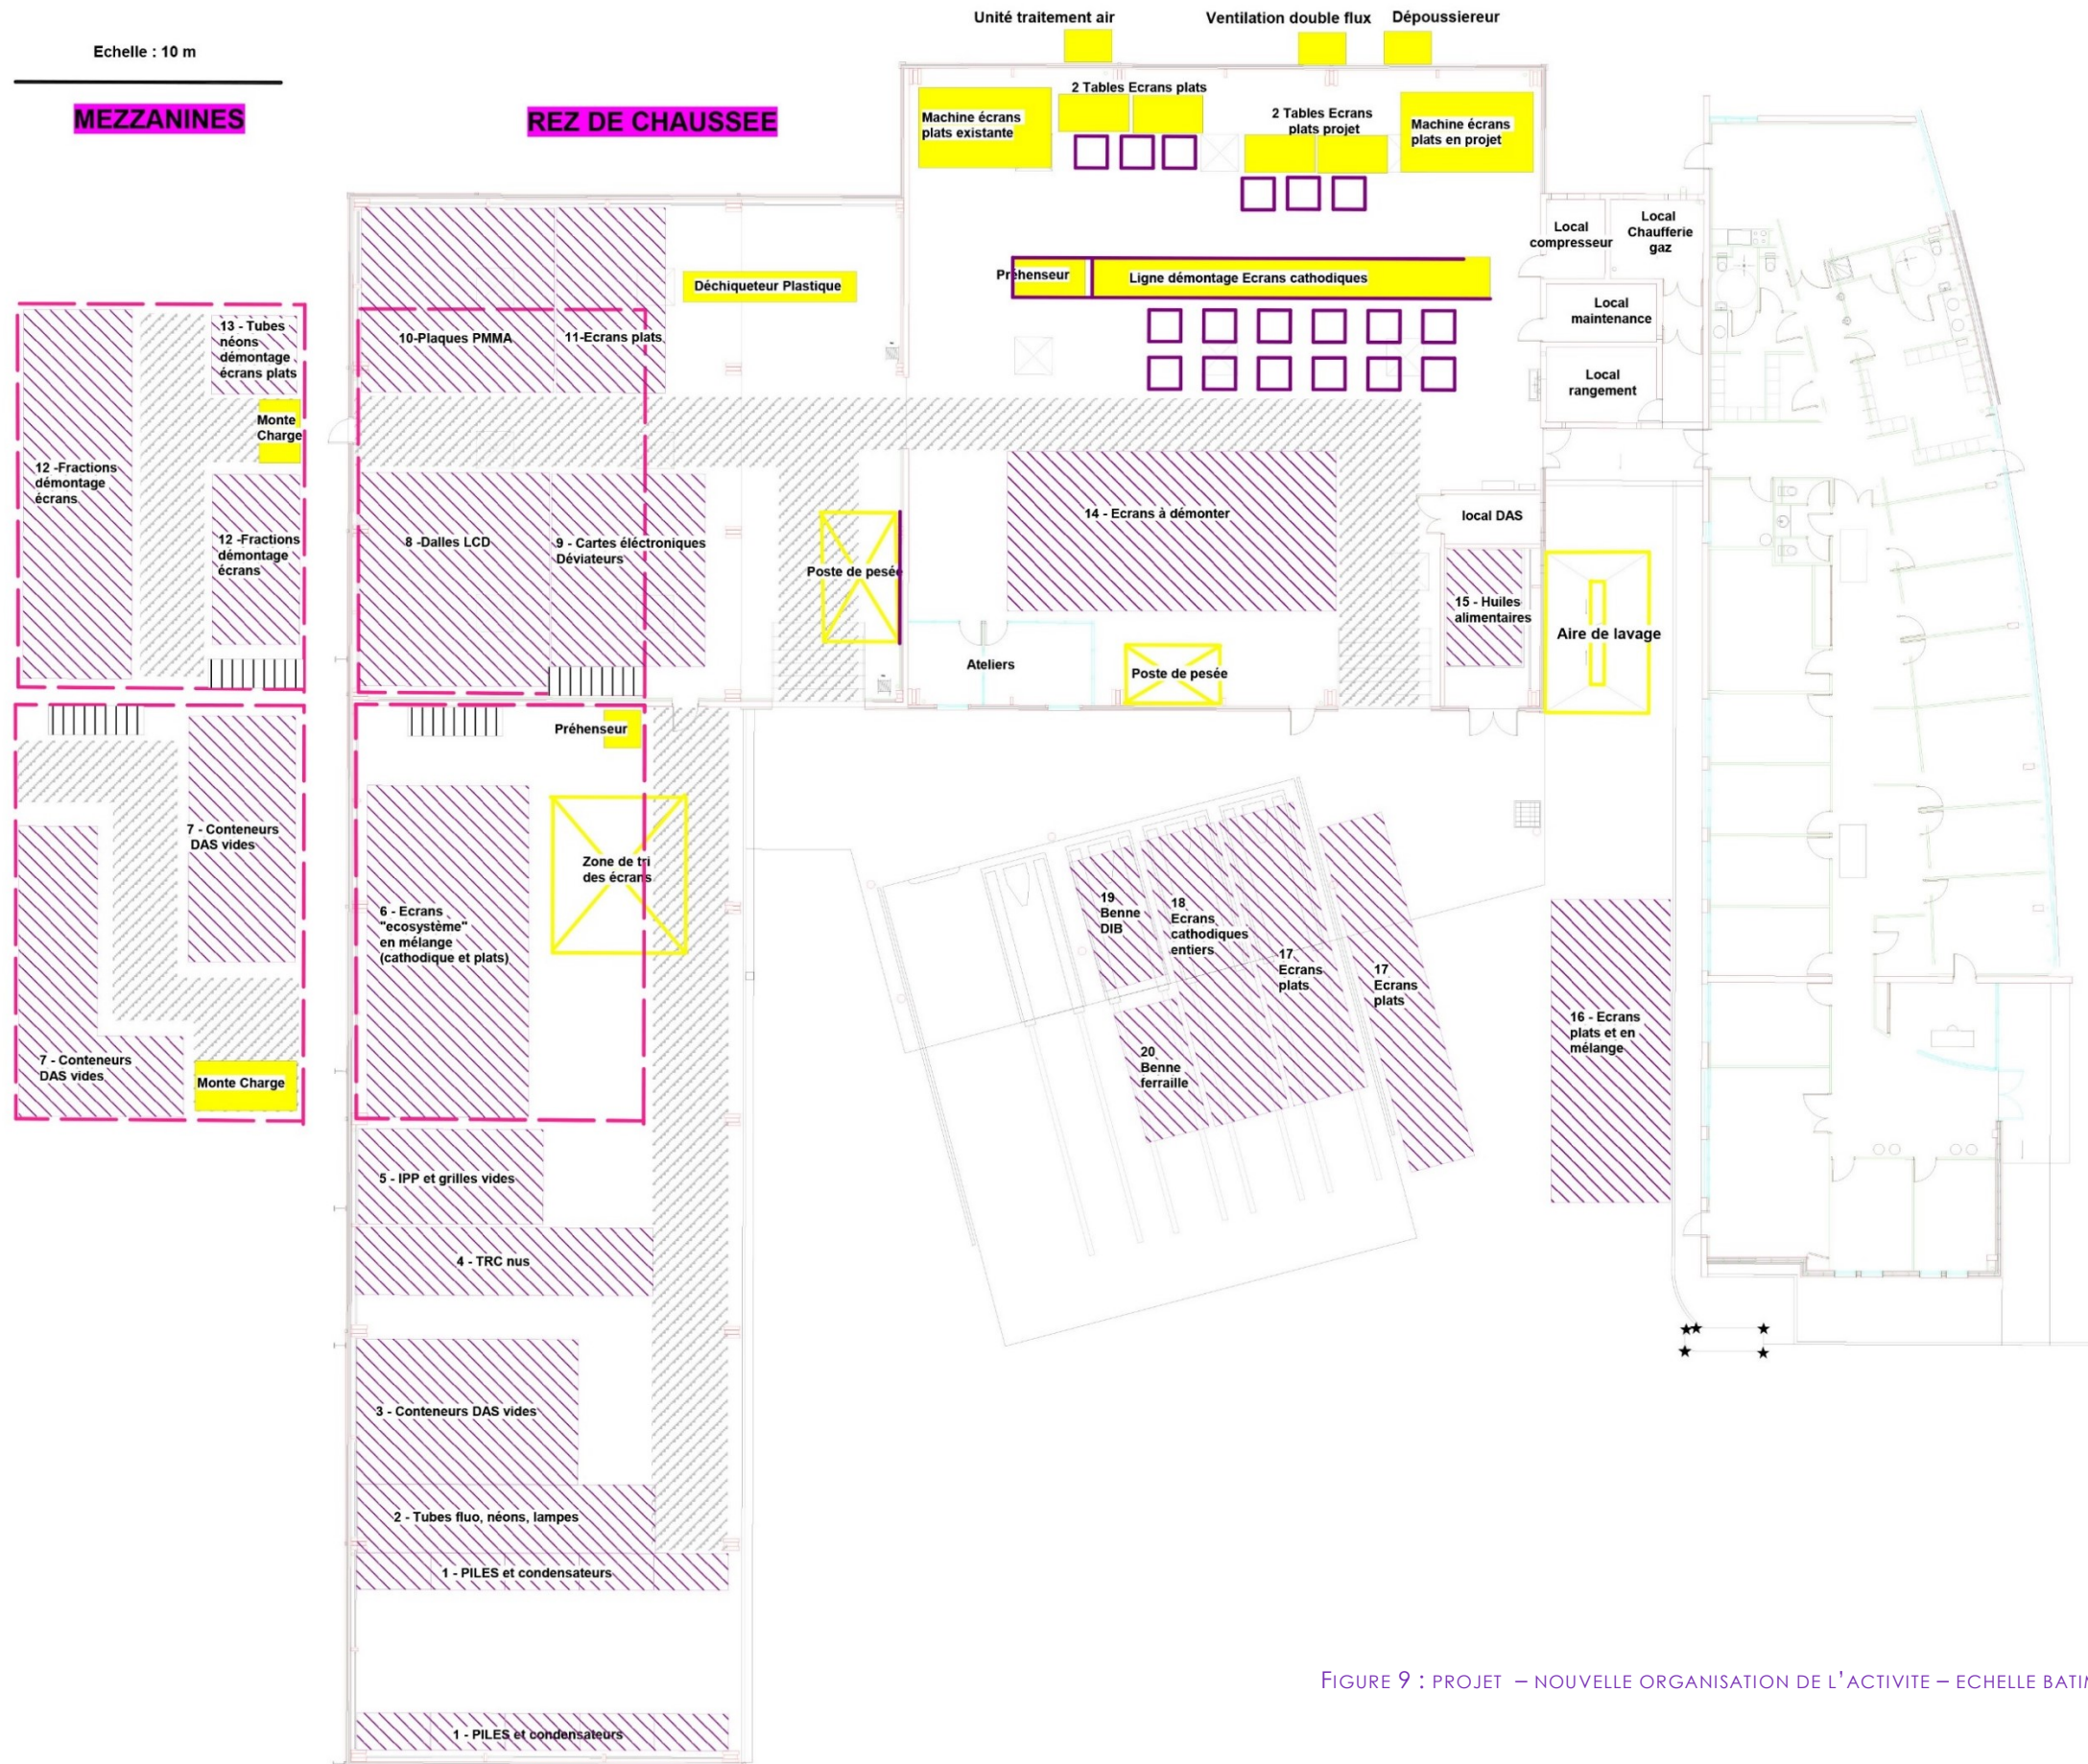 Unité traitement air
Ventilation double flux
Dépoussiereur
Echelle : 10 m
MEZZANINES
REZ DE CHAUSSEE
Machine écrans
plats existante
2 Tables Ecrans plats
2 Tables Ecrans
plats projet
Machine écrans
plats en projet
Local
compresseur
Local
Chaufferie
gaz
Préhenseur
Ligne démontage Ecrans cathodiques
Déchiqueteur Plastique
Local
maintenance
Local
rangement
13 - Tubes
néons
démontage
écrans plats
10-Plaques PMMA
11-Ecrans plats
Monte
Charge
12 -Fractions
démontage
écrans
12 -Fractions
démontage
écrans
8 -Dalles LCD
9 - Cartes éléctroniques
Déviateurs
Poste de pesée
14 - Ecrans à démonter
local DAS
15 - Huiles
alimentaires
Aire de lavage
Ateliers
Poste de pesée
Préhenseur
7 - Conteneurs
DAS vides
Zone de tri
des écrans
6 - Ecrans
"ecosystème"
en mélange
(cathodique et plats)
19
Benne
DIB
18
Ecrans
cathodiques
entiers
17
Ecrans
plats
17
Ecrans
plats
16 - Ecrans
plats et en
mélange
20
Benne
ferraille
7 - Conteneurs
DAS vides
Monte Charge
5 - IPP et grilles vides
4 - TRC nus
3 - Conteneurs DAS vides
2 - Tubes fluo, néons, lampes
1 - PILES et condensateurs
1 - PILES et condensateurs
FIGURE 9 : PROJET – NOUVELLE ORGANISATION DE L'ACTIVITE – ECHELLE BATI